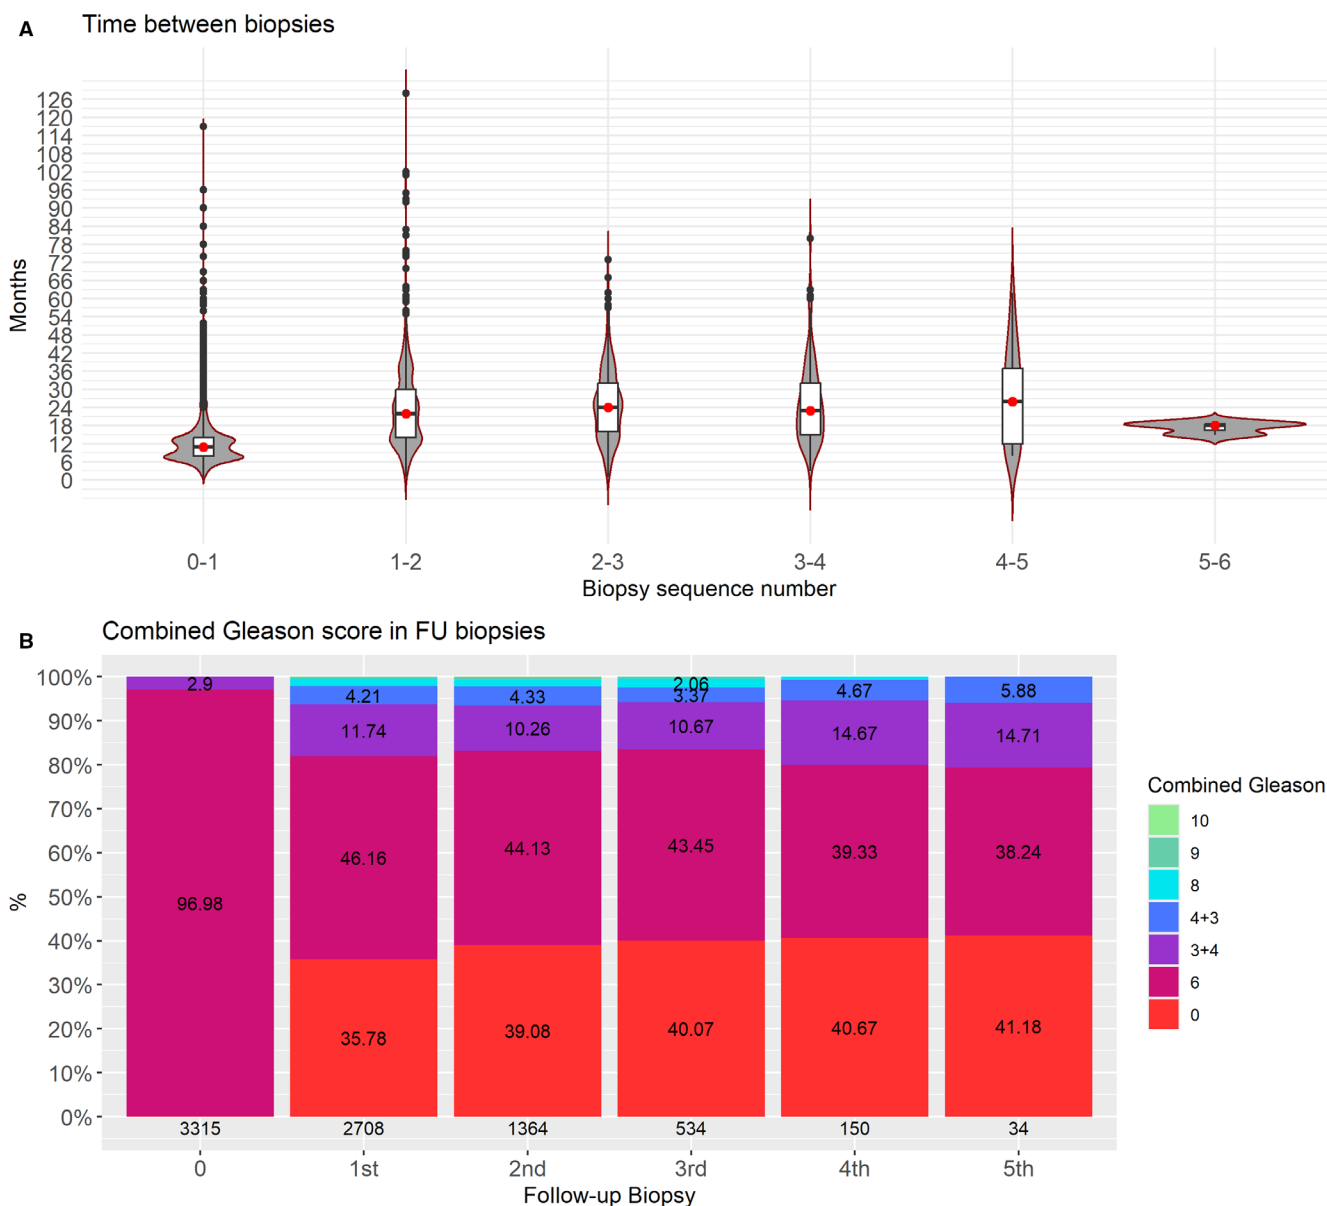 A
Time between biopsies
126
120
114
108
102
96
90
84
78
72
66
60
54
48
42
36
30
24
18
12
6
0
Months
0-1 1-2 2-3 3-4 4-5 5-6
Biopsy sequence number
B
Combined Gleason score in FU biopsies
100%
90%
80%
70%
60%
50%
40%
30%
20%
10%
0%
%
2.9 4.21 4.33 2.06 3.37 4.67 5.88
11.74 10.26 10.67 14.67 14.71
96.98 46.16 44.13 43.45 39.33 38.24
35.78 39.08 40.07 40.67 41.18
3315 2708 1364 534 150 34
0 1st 2nd 3rd 4th 5th
Follow-up Biopsy
Combined Gleason
10
9
8
4+3
3+4
6
0